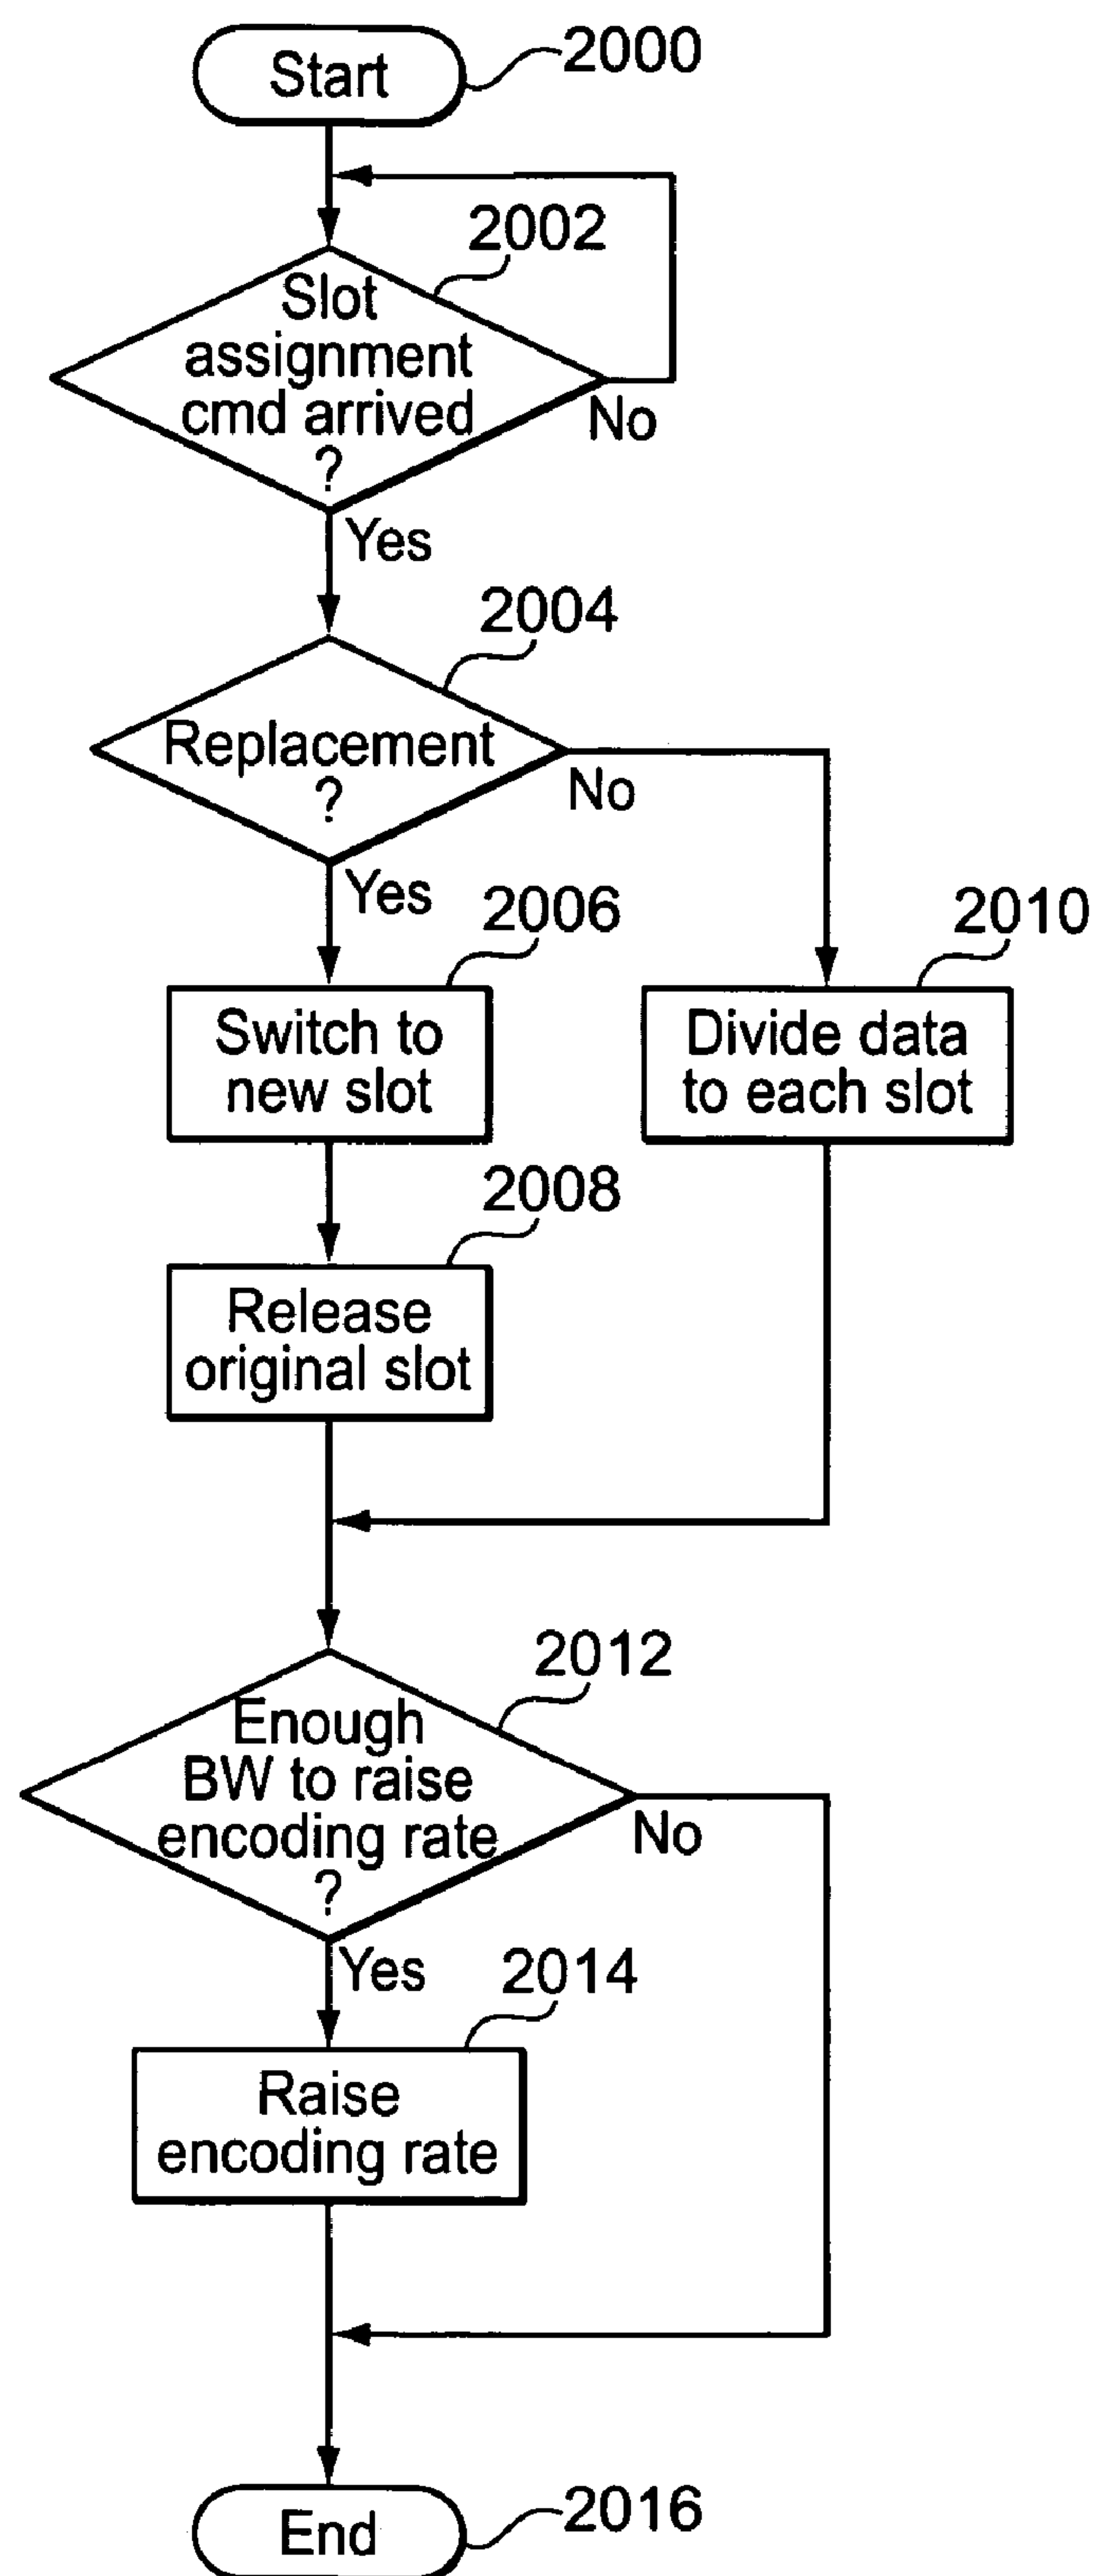 Start
2000
2002
Slot
assignment
cmd arrived
?
No
Yes
2004
Replacement
?
No
Yes
2006
2010
Switch to
new slot
Divide data
to each slot
2008
Release
original slot
2012
Enough
BW to raise
encoding rate
?
No
Yes
2014
Raise
encoding rate
End
2016